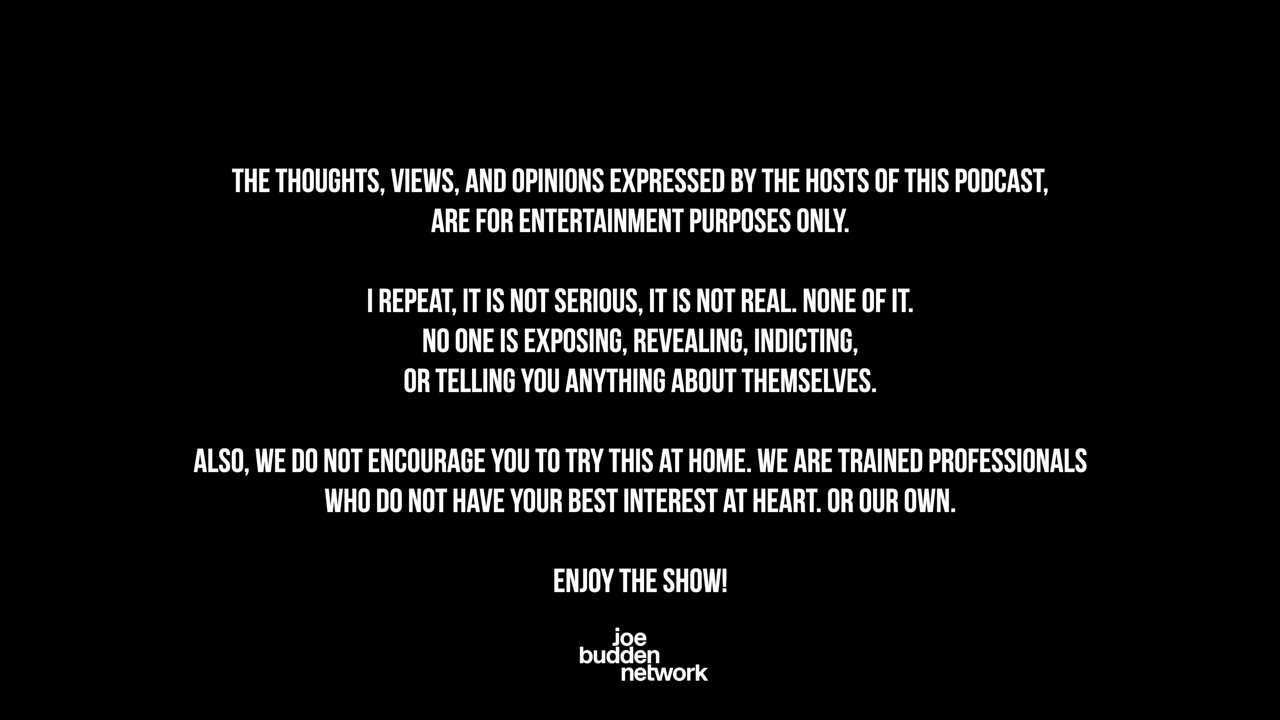 THE THOUGHTS, VIEWS, AND OPINIONS EXPRESSED BY THE HOSTS OF THIS PODCAST,
ARE FOR ENTERTAINMENT PURPOSES ONLY.
I REPEAT, IT IS NOT SERIOUS, IT IS NOT REAL. NONE OF IT.
NO ONE IS EXPOSING, REVEALING, INDICTING,
OR TELLING YOU ANYTHING ABOUT THEMSELVES.
ALSO, WE DO NOT ENCOURAGE YOU TO TRY THIS AT HOME. WE ARE TRAINED PROFESSIONALS
WHO DO NOT HAVE YOUR BEST INTEREST AT HEART. OR OUR OWN.
ENJOY THE SHOW!
joe
budden
network